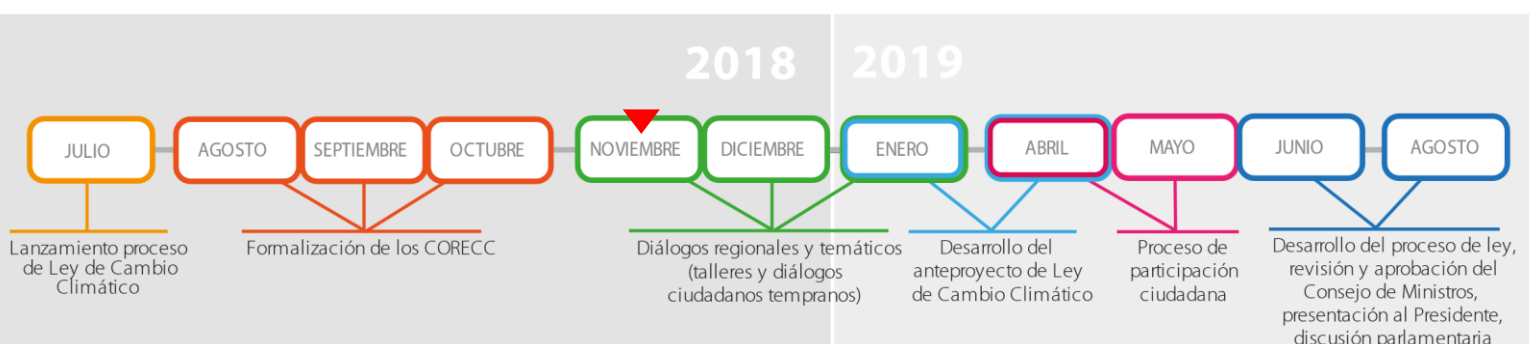 2018
2019
JULIO
AGOSTO
SEPTIEMBRE
OCTUBRE
NOVIEMBRE
DICIEMBRE
ENERO
ABRIL
MAYO
JUNIO
AGOSTO
Lanzamiento proceso
de Ley de Cambio
Climático
Formalización de los CORECC
Diálogos regionales y temáticos
(talleres y diálogos
ciudadanos tempranos)
Desarrollo del
anteproyecto de Ley
de Cambio Climático
Proceso de
participación
ciudadana
Desarrollo del proceso de ley,
revisión y aprobación del
Consejo de Ministros,
presentación al Presidente,
discusión parlamentaria